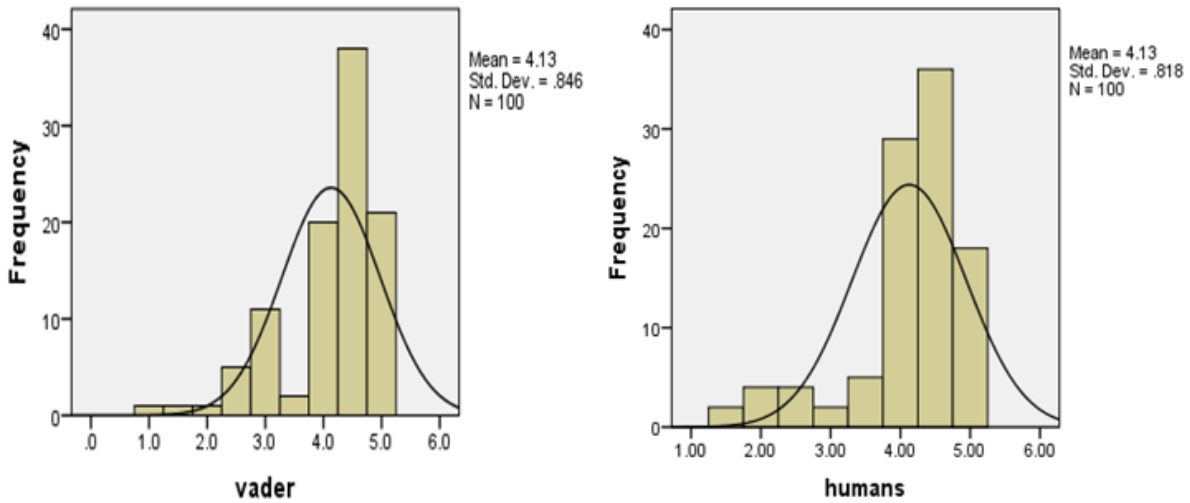 Frequency
40
30
20
10
0
.0 1.0 2.0 3.0 4.0 5.0 6.0
vader
Mean = 4.13
Std. Dev. = .846
N = 100
Frequency
40
30
20
10
0
1.00 2.00 3.00 4.00 5.00 6.00
humans
Mean = 4.13
Std. Dev. = .818
N = 100